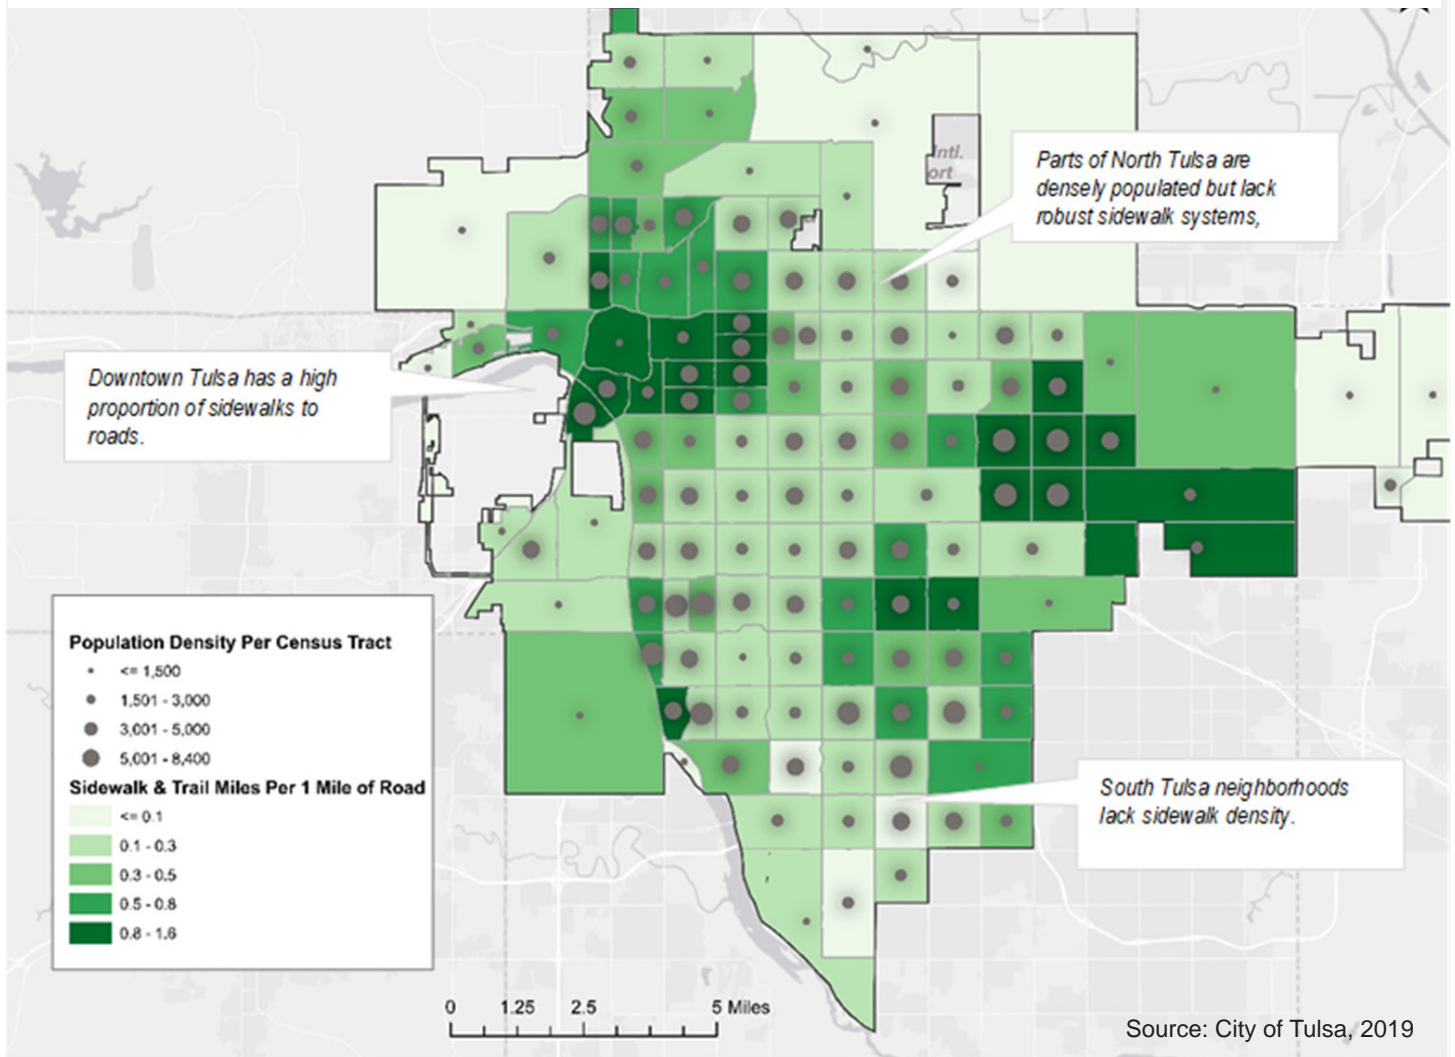 Intl.
ort
Parts of North Tulsa are
densely populated but lack
robust sidewalk systems,
Downtown Tulsa has a high
proportion of sidewalks to
roads.
Population Density Per Census Tract
<= 1,500
1,501 - 3,000
3,001 - 5,000
5,001 - 8,400
Sidewalk & Trail Miles Per 1 Mile of Road
<= 0.1
0.1 - 0.3
0.3 - 0.5
0.5 - 0.8
0.8 - 1.6
South Tulsa neighborhoods
lack sidewalk density.
0 1.25 2.5 5 Miles
Source: City of Tulsa, 2019